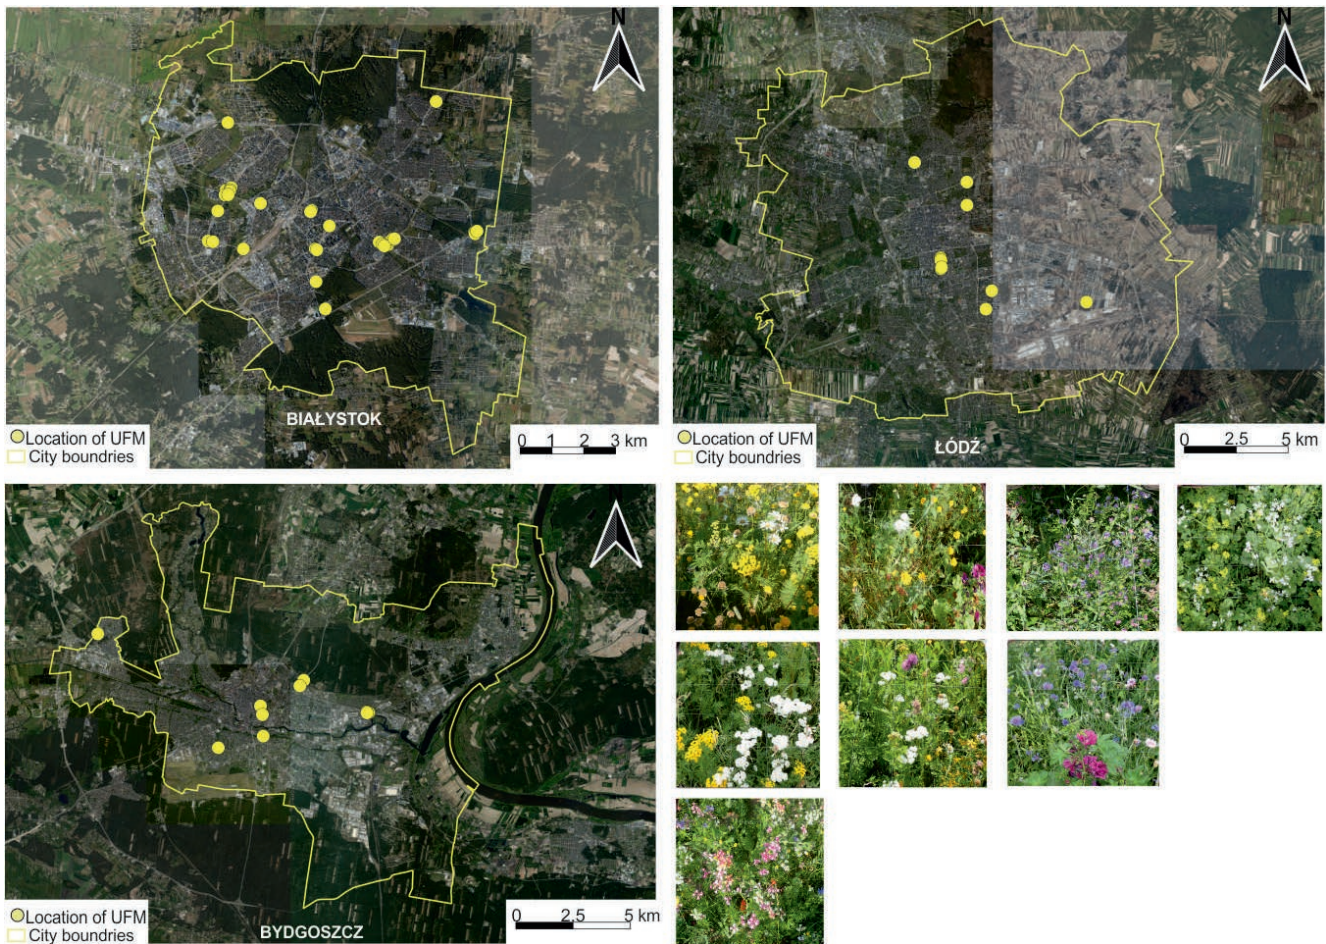 N
BIAŁYSTOK
Location of UFM
City boundries
0 1 2 3 km
N
ŁÓDŹ
Location of UFM
City boundries
0 2.5 5 km
BYDGOSZCZ
Location of UFM
City boundries
0 2.5 5 km